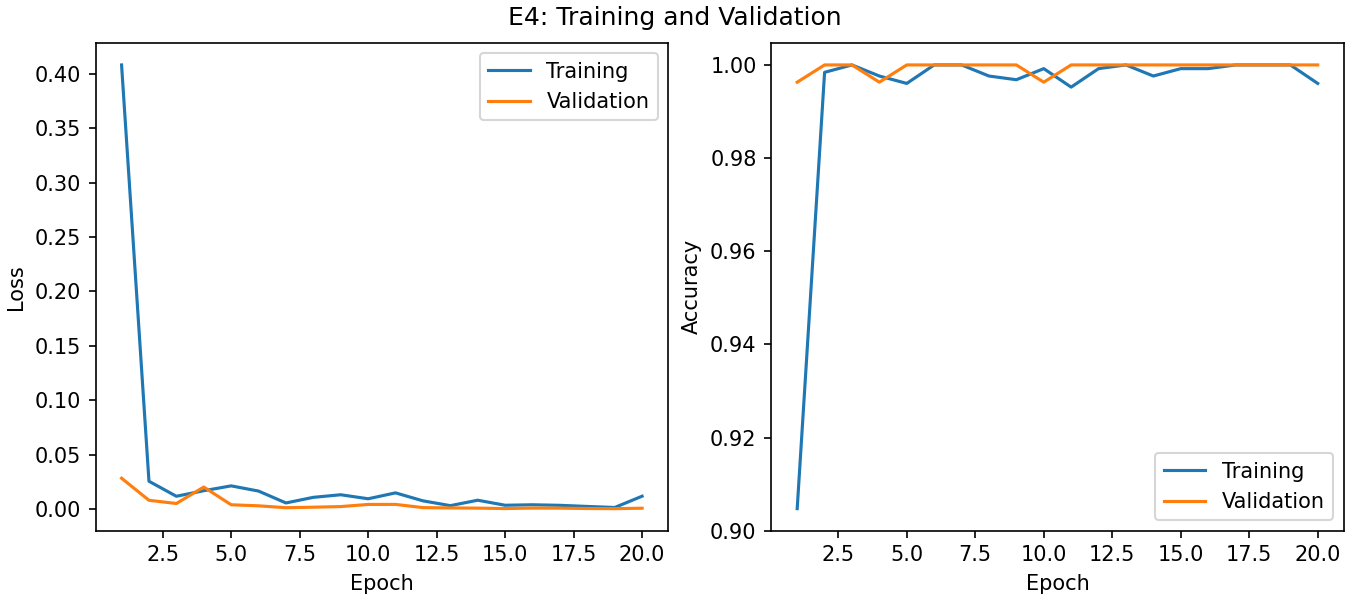 E4: Training and Validation
Loss
0.40
0.35
0.30
0.25
0.20
0.15
0.10
0.05
0.00
2.5 5.0 7.5 10.0 12.5 15.0 17.5 20.0
Epoch
Training
Validation
Accuracy
1.00
0.98
0.96
0.94
0.92
0.90
2.5 5.0 7.5 10.0 12.5 15.0 17.5 20.0
Epoch
Training
Validation